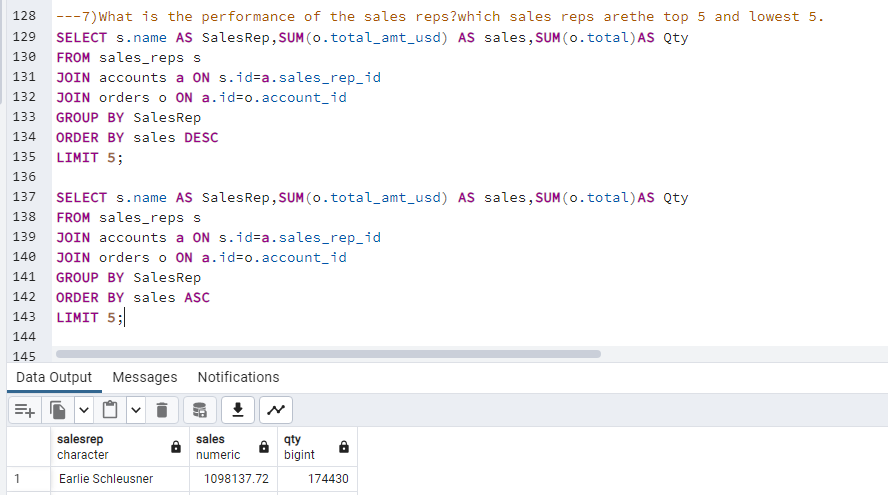 128 ---7)What is the performance of the sales reps?which sales reps arethe top 5 and lowest 5.
129 SELECT s.name AS SalesRep,SUM(o.total_amt_usd) AS sales,SUM(o.total)AS Qty
130 FROM sales_reps s
131 JOIN accounts a ON s.id=a.sales_rep_id
132 JOIN orders o ON a.id=o.account_id
133 GROUP BY SalesRep
134 ORDER BY sales DESC
135 LIMIT 5;
136
137 SELECT s.name AS SalesRep,SUM(o.total_amt_usd) AS sales,SUM(o.total)AS Qty
138 FROM sales_reps s
139 JOIN accounts a ON s.id=a.sales_rep_id
140 JOIN orders o ON a.id=o.account_id
141 GROUP BY SalesRep
142 ORDER BY sales ASC
143 LIMIT 5;
144
145
Data Output Messages Notifications
salesrep sales qty
character numeric bigint
1 Earlie Schleusner 1098137.72 174430